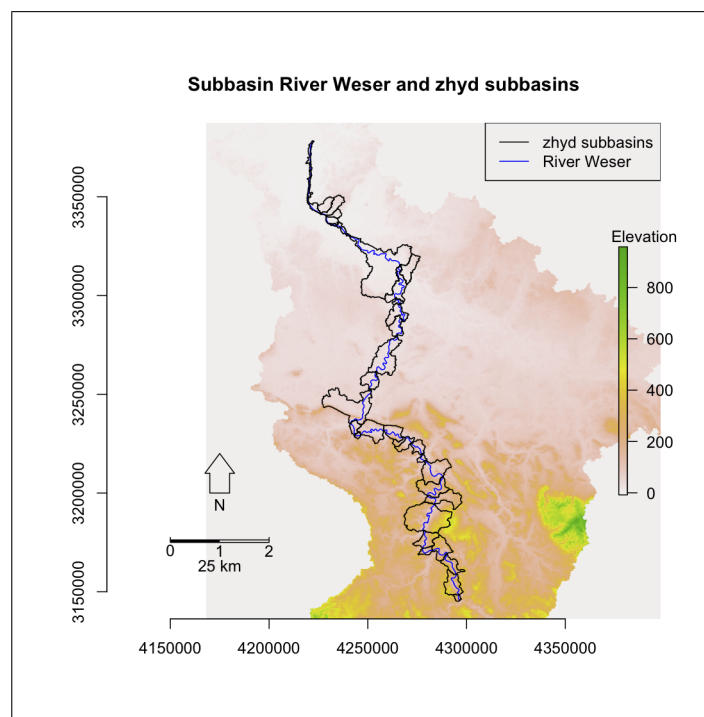 Subbasin River Weser and zhyd subbasins
zhyd subbasins
River Weser
Elevation
800
600
400
200
0
3350000
3300000
3250000
3200000
3150000
N
0 1 2
25 km
4150000 4200000 4250000 4300000 4350000